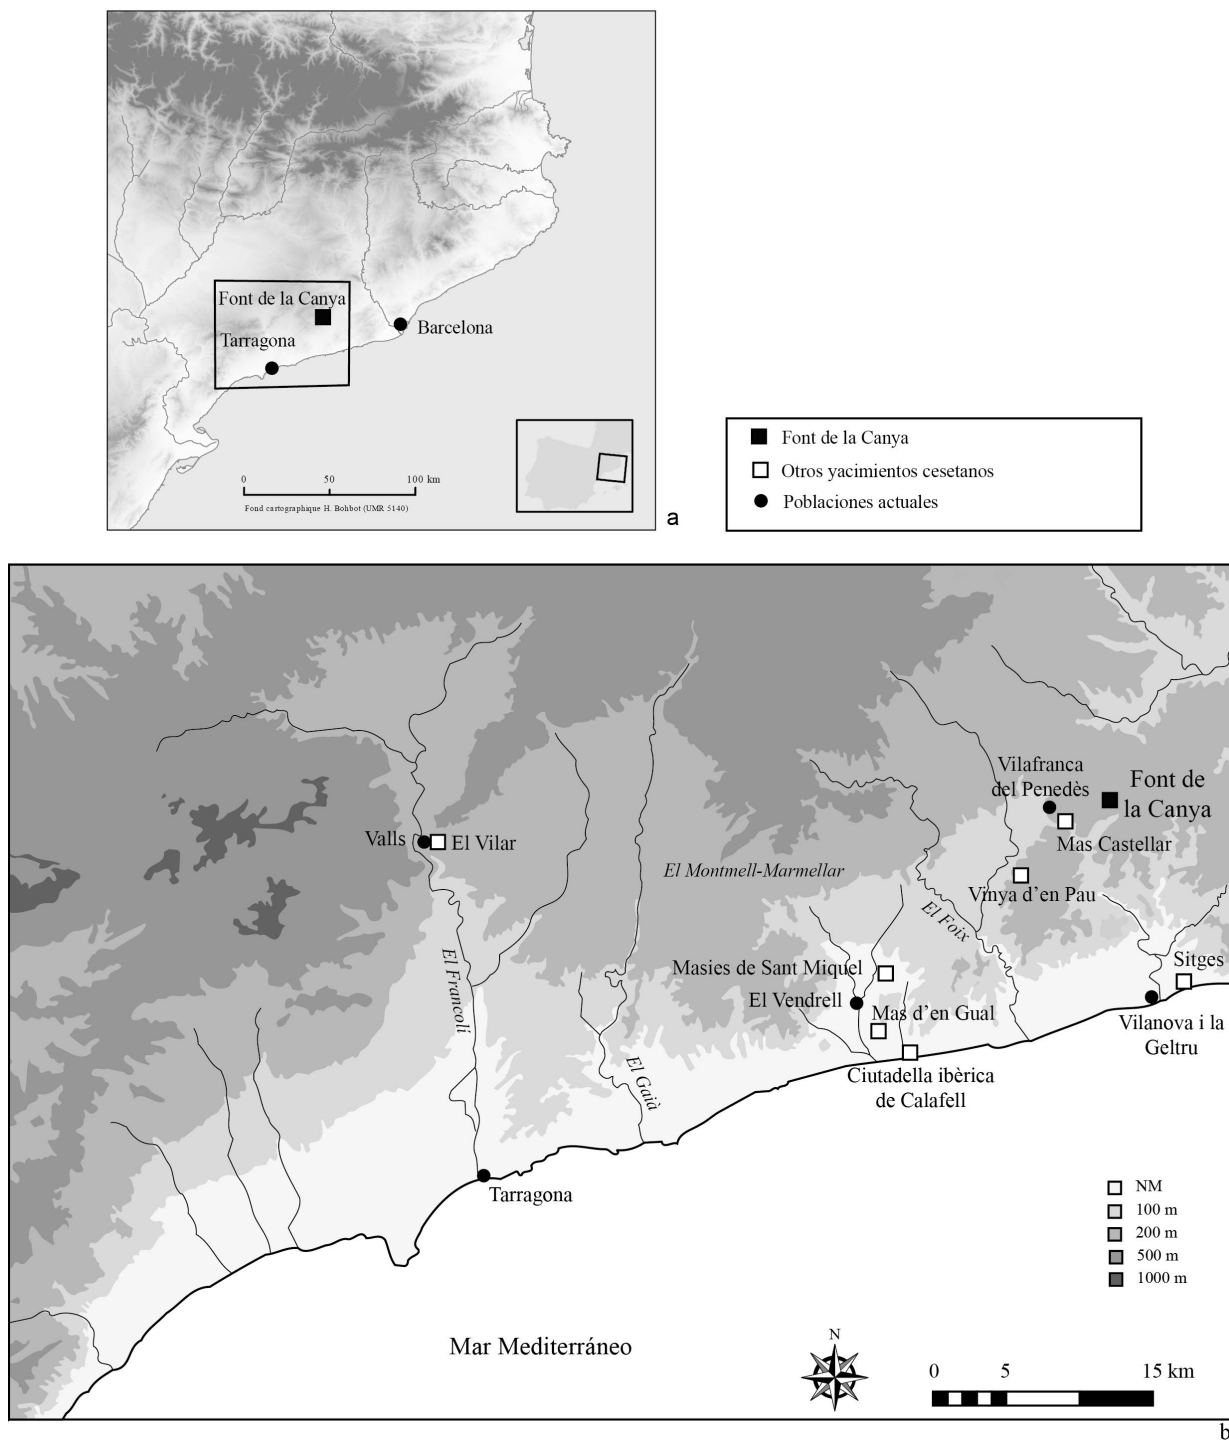 Font de la Canya
Tarragona
Barcelona
0 50 100 km
Fond cartographique H. Bohbot (UMR 5140)
a
Font de la Canya
Otros yacimientos cesetanos
Poblaciones actuales
Vilafranca
del Penedès
Font de
la Canya
Mas Castellar
Valls
El Vilar
El Montmell-Marmellar
Vinya d'en Pau
El Foix
El Francolí
Masies de Sant Miquel
Sitges
El Vendrell
Mas d'en Gual
Vilanova i la
Geltru
Ciutadella ibèrica
de Calafell
El Gaià
Tarragona
NM
100 m
200 m
500 m
1000 m
Mar Mediterráneo
N
0 5 15 km
b